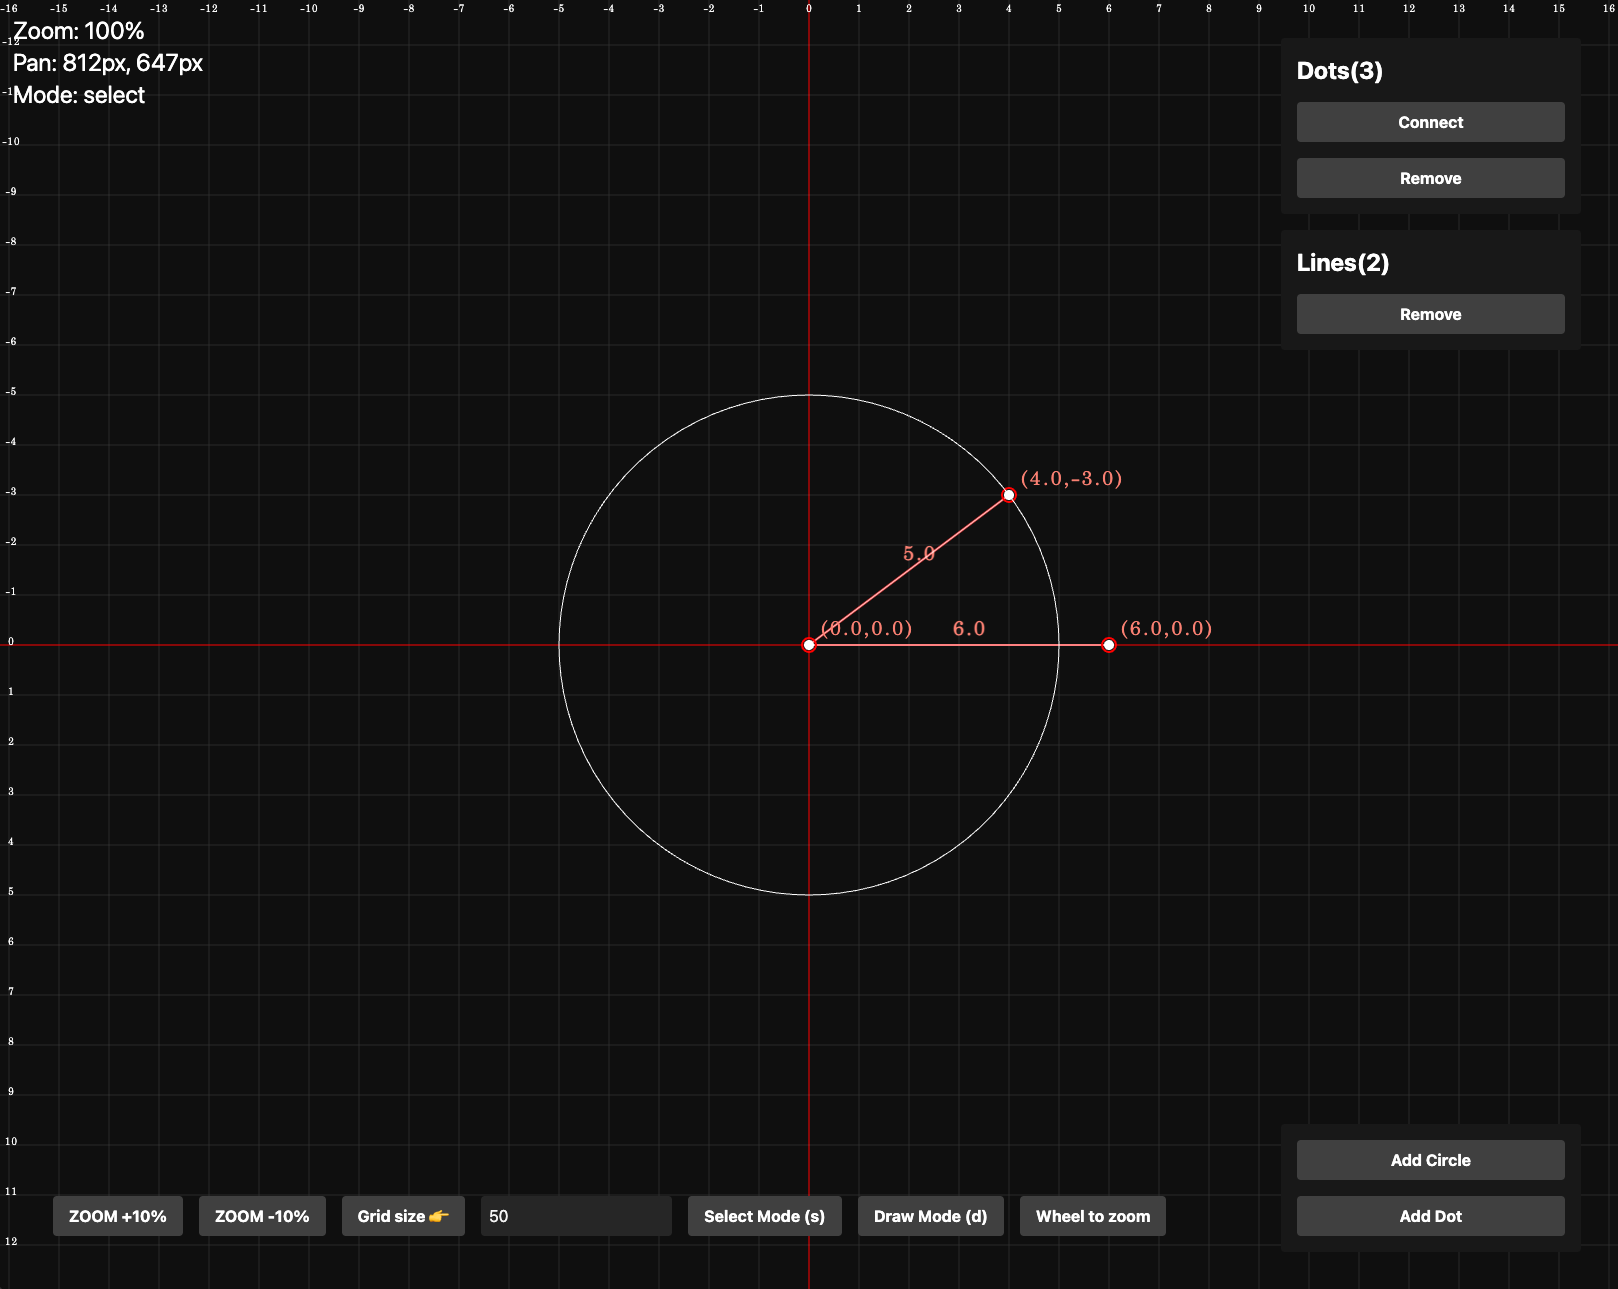 -16 -15 -14 -13 -12 -11 -10 -9 -8 -7 -6 -5 -4 -3 -2 -1 0 1 2 3 4 5 6 7 8 9 10 11 12 13 14 15 16
Zoom: 100%
-12
Pan: 812px, 647px
Mode: select
-10
-9
-8
-7
-6
-5
-4
-3
-2
-1
0
1
2
3
4
5
6
7
8
9
10
11
12
Dots(3)
Connect
Remove
Lines(2)
Remove
(4.0,-3.0)
5.0
(0.0,0.0)
6.0
(6.0,0.0)
Add Circle
Add Dot
ZOOM +10%
ZOOM -10%
Grid size 👉
50
Select Mode (s)
Draw Mode (d)
Wheel to zoom